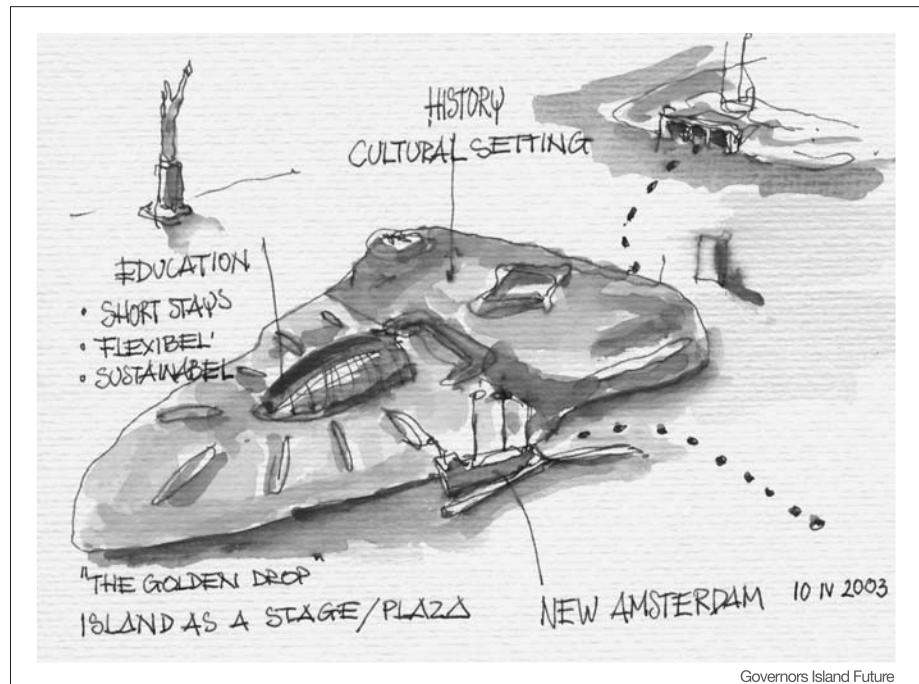 HISTORY
CULTURAL SETTING
EDUCATION
• SHORT STAYS
• 'FLEXIBEL'
• SUSTAINABEL
"THE GOLDEN DROP"
ISLAND AS A STAGE/PLAZA
NEW AMSTERDAM
10 IV 2003
Governors Island Future